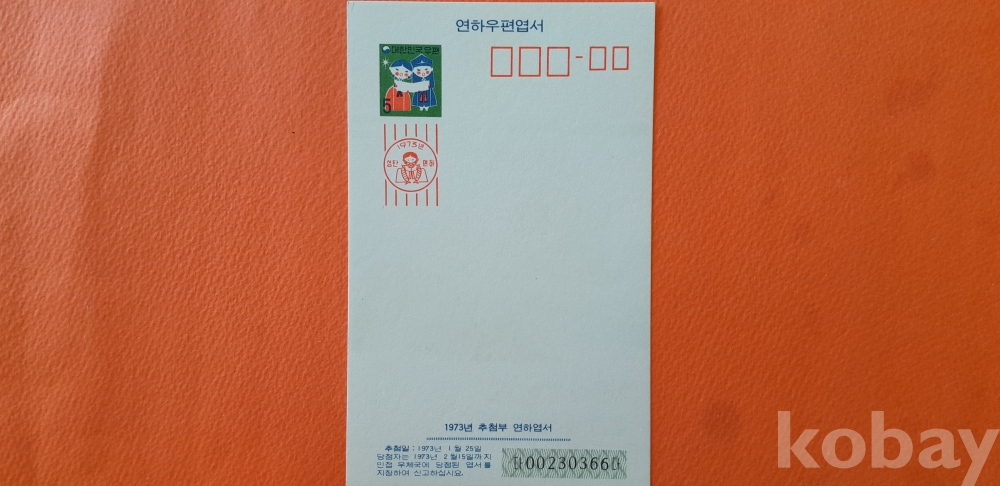 연하우편엽서
대한민국우편
5
1973년
성탄 연하
1973년 추첨부 연하엽서
추첨일 : 1973년 1월 25일
당첨자는 1973년 2월15일까지
인접 우체국에 당첨된 엽서를
지참하여 신고하십시요.
00230366
kobay